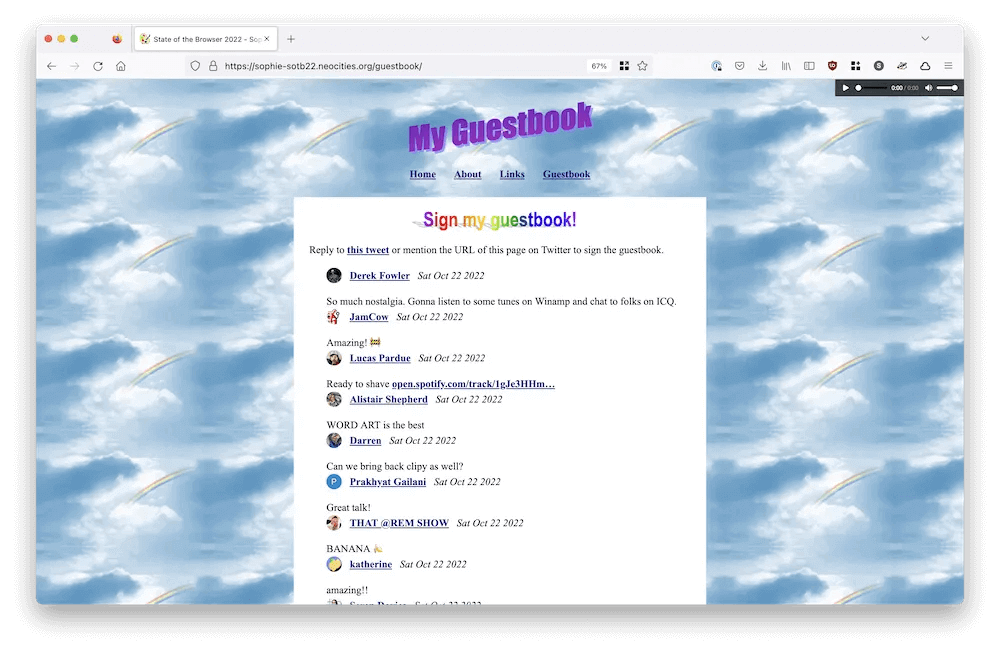 State of the Browser 2022 – Sop
https://sophie-sotb22.neocities.org/guestbook/
67%
0:00 / 0:00
My Guestbook
Home About Links Guestbook
Sign my guestbook!
Reply to this tweet or mention the URL of this page on Twitter to sign the guestbook.
Derek Fowler Sat Oct 22 2022
So much nostalgia. Gonna listen to some tunes on Winamp and chat to folks on ICQ.
JamCow Sat Oct 22 2022
Amazing! 🚧
Lucas Pardue Sat Oct 22 2022
Ready to shave open.spotify.com/track/1gJe3HHm…
Alistair Shepherd Sat Oct 22 2022
WORD ART is the best
Darren Sat Oct 22 2022
Can we bring back clipy as well?
P Prakhyat Gailani Sat Oct 22 2022
Great talk!
THAT @REM SHOW Sat Oct 22 2022
BANANA 🍌
katherine Sat Oct 22 2022
amazing!!
Sat Oct 22 2022